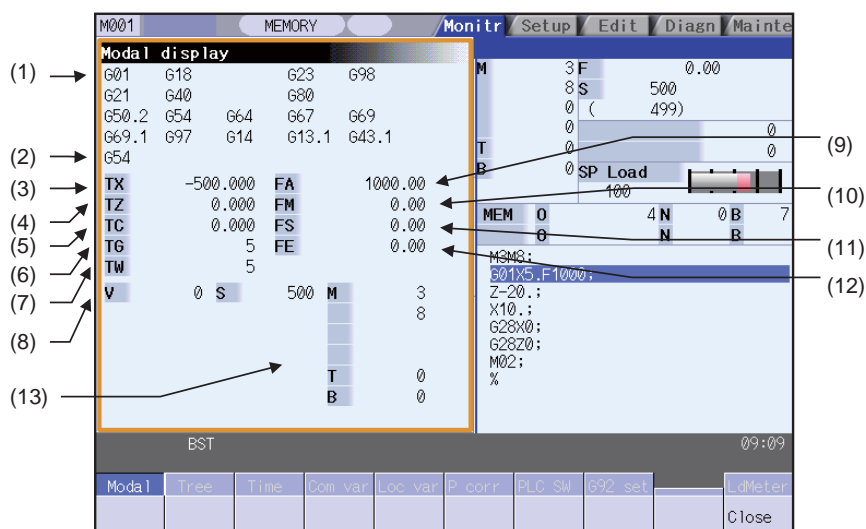 M001 MEMORY Monitr Setup Edit Diagn Mainte
Modal display
(1) G01 G18 G23 G98
G21 G40 G80
G50.2 G54 G64 G67 G69
G69.1 G97 G14 G13.1 G43.1
(2) G54
(3) TX -500.000 FA 1000.00 (9)
(4) TZ 0.000 FM 0.00 (10)
(5) TC 0.000 FS 0.00 (11)
(6) TG 5 FE 0.00 (12)
(7) TW 5
(8) V 0 S 500 M 3
8
(13)
T 0
B 0
M 3 F 0.00
8 S 500
0 ( 499)
0 0
T 0 0
B 0 SP Load
100
MEM O 4 N 0 B 7
O N B
M3M8;
G01X5.F1000;
Z-20.;
X10.;
G28X0;
G28Z0;
M02;
%
BST 09:09
Modal Tree Time Com var Loc var P corr PLC SW G92 set LdMeter
Close